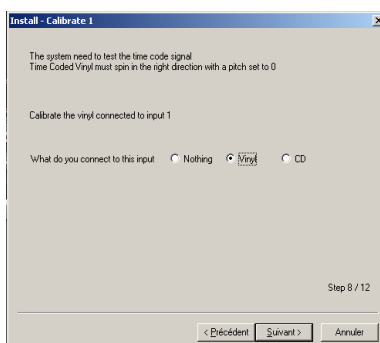 Install - Calibrate 1
The system need to test the time code signal
Time Coded Vinyl must spin in the right direction with a pitch set to 0
Calibrate the vinyl connected to input 1
What do you connect to this input Nothing Vinyl CD
Step 8 / 12
< Précédent Suivant > Annuler